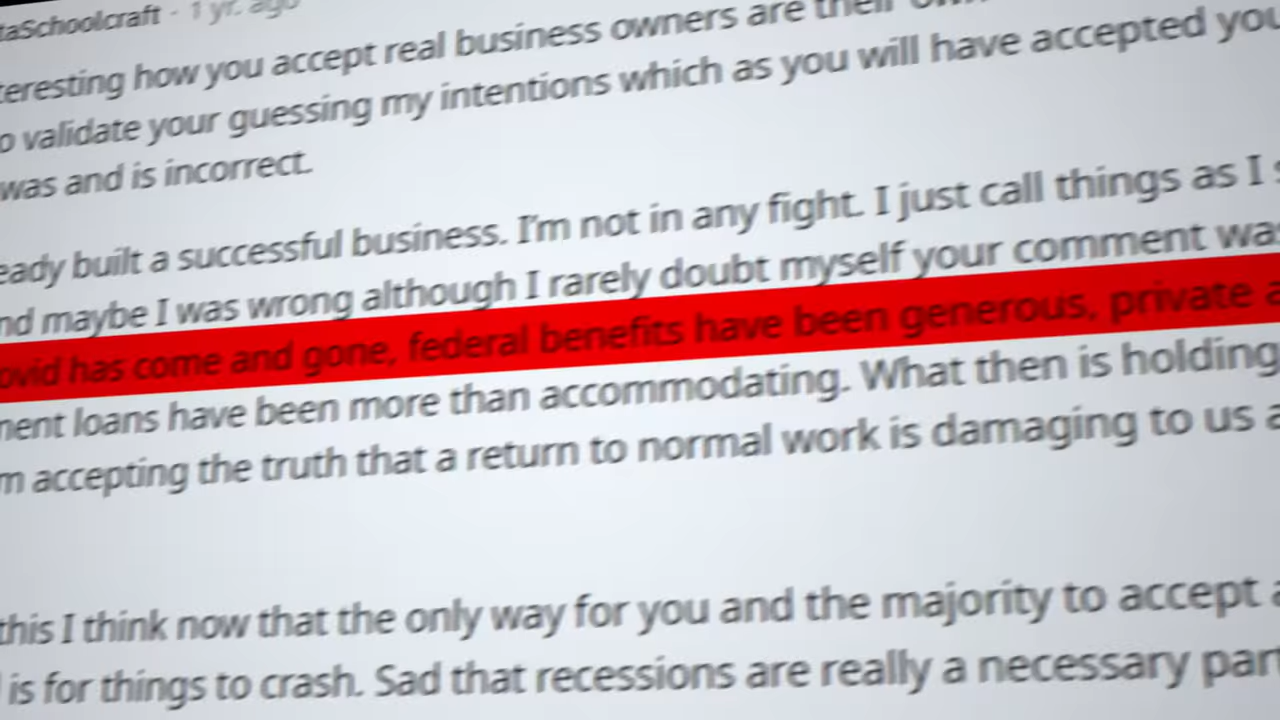 taSchoolcraft · 1 yr. ago
teresting how you accept real business owners are their own
o validate your guessing my intentions which as you will have accepted you
was and is incorrect.
eady built a successful business. I'm not in any fight. I just call things as I s
nd maybe I was wrong although I rarely doubt myself your comment was
ovid has come and gone, federal benefits have been generous, private a
ment loans have been more than accommodating. What then is holding
m accepting the truth that a return to normal work is damaging to us a
this I think now that the only way for you and the majority to accept a
is for things to crash. Sad that recessions are really a necessary part